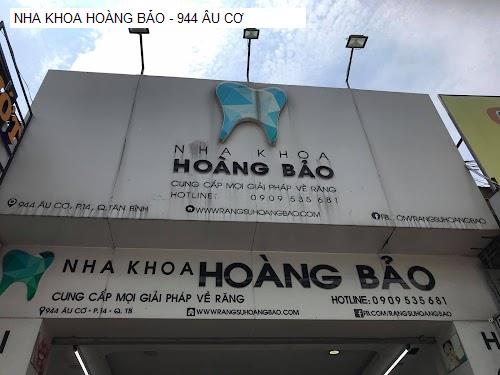 NHA KHOA HOÀNG BẢO - 944 ÂU CƠ
NHA KHOA
HOÀNG BẢO
CUNG CẤP MỌI GIẢI PHÁP VỀ RĂNG
HOTLINE: 0909 535 681
944 ÂU CƠ, P.14, Q.TÂN BÌNH
WWW.RANGSUHOANGBAO.COM
FB. OM/RANGSUHOANGBAO
NHA KHOA HOÀNG BẢO
CUNG CẤP MỌI GIẢI PHÁP VỀ RĂNG
HOTLINE: 0909 535 681
944 ÂU CƠ - P.14 - Q. TB
WWW.RANGSUHOANGBAO.COM
FB.COM/RANGSUHOANGBAO